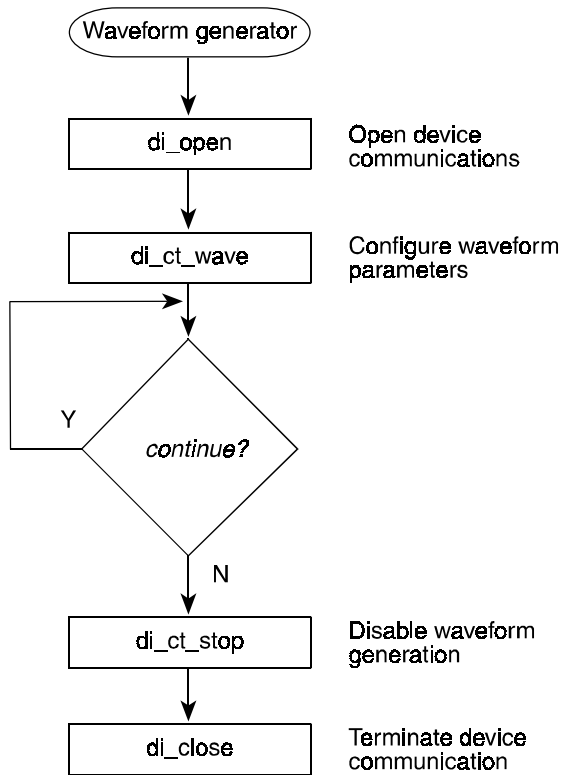 Waveform generator
di_open
Open device
communications
di_ct_wave
Configure waveform
parameters
Y
continue?
N
di_ct_stop
Disable waveform
generation
di_close
Terminate device
communication